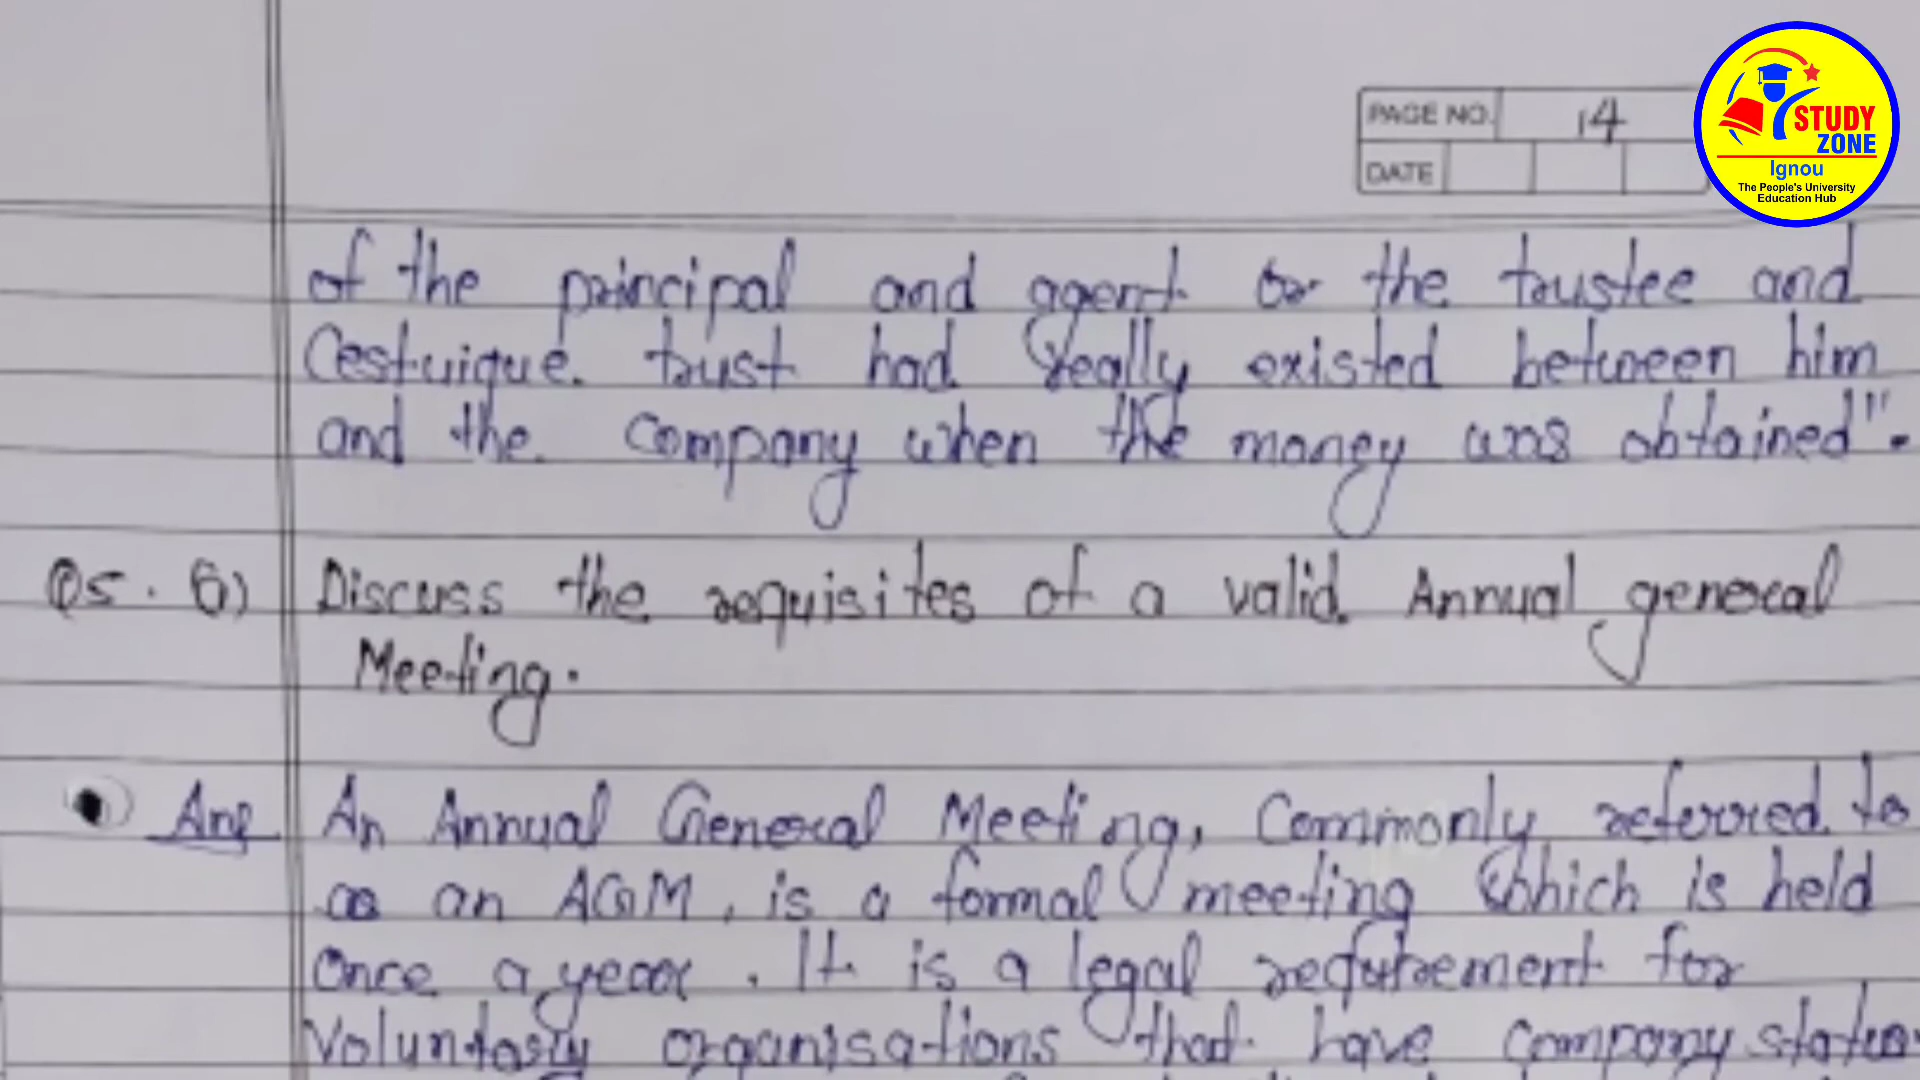 PAGE NO. 14
DATE
STUDY
ZONE
Ignou
The People's University
Education Hub
of the principal and agent or the trustee and
Cestuique trust had really existed between him
and the company when the money was obtained".
Q5. B) Discuss the requisites of a valid Annual general
Meeting.
Ans An Annual General Meeting, Commonly referred to
as an AGM, is a formal meeting which is held
once a year. It is a legal requirement for
Voluntary organisations that have company status